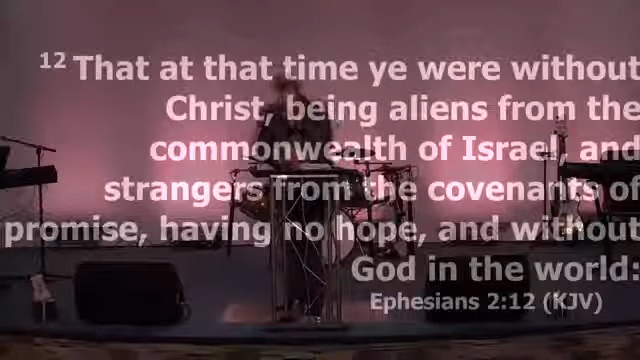 12 That at that time ye were without
Christ, being aliens from the
commonwealth of Israel, and
strangers from the covenants of
promise, having no hope, and without
God in the world:
Ephesians 2:12 (KJV)